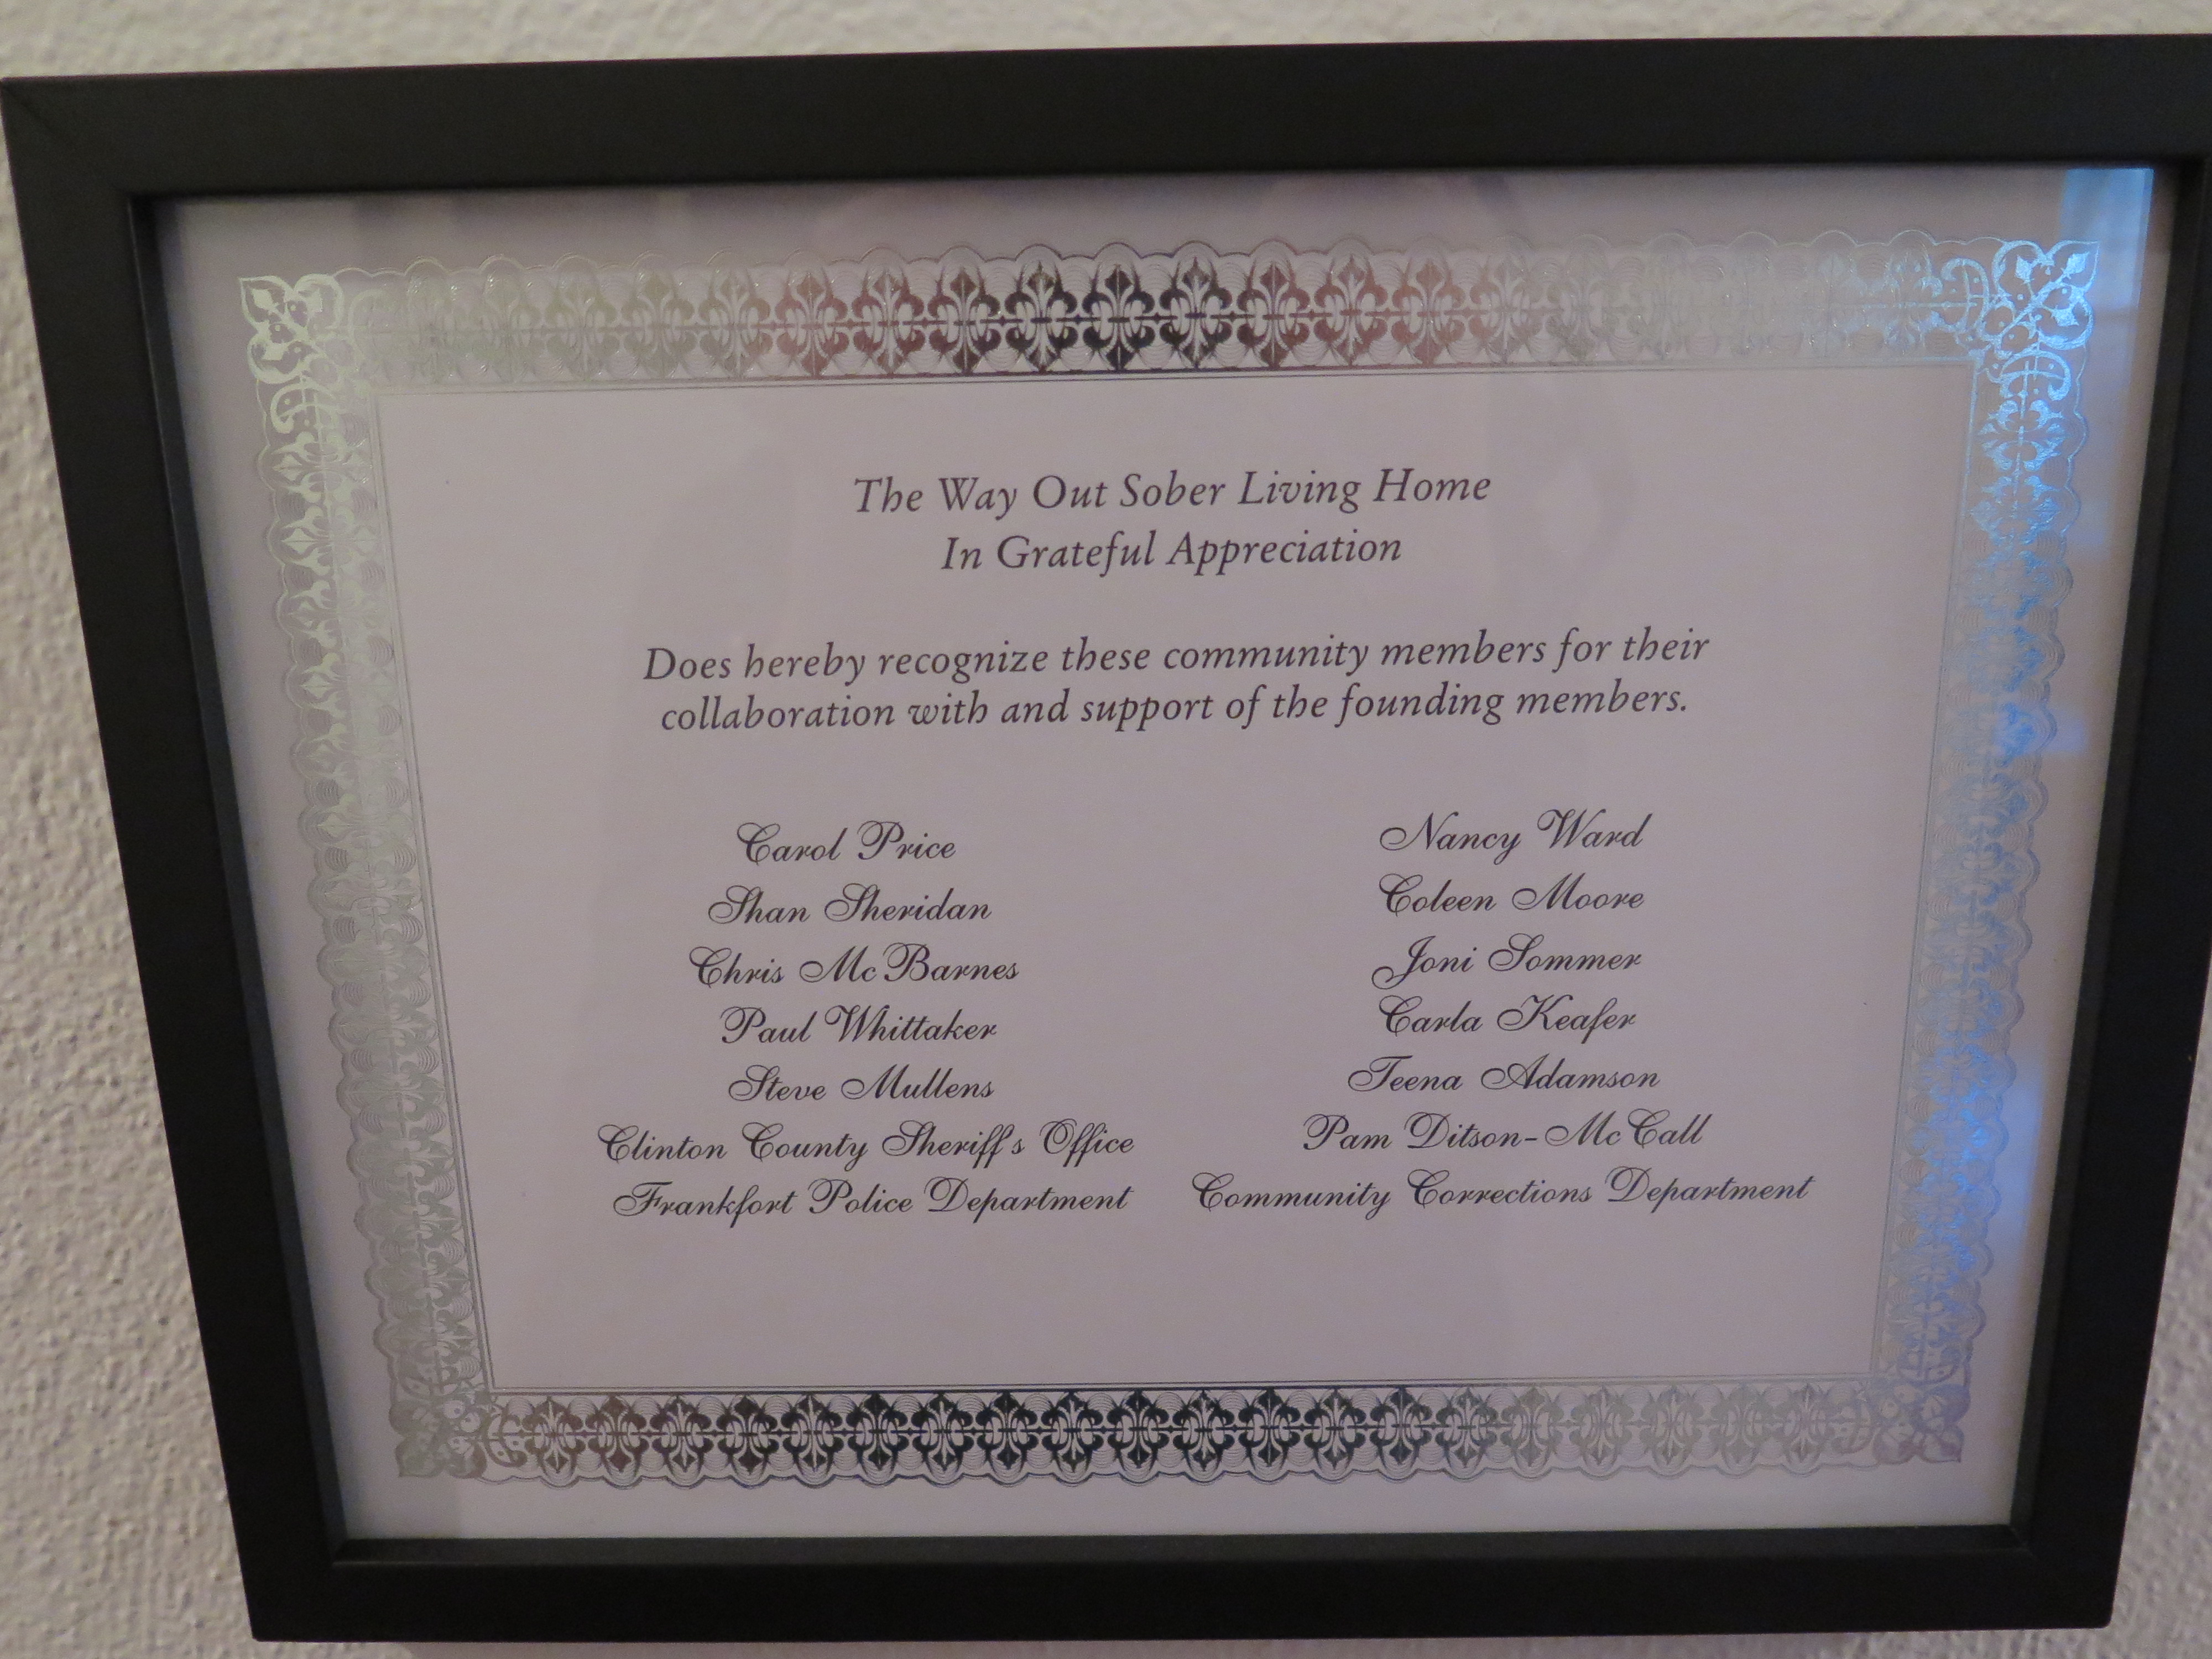 The Way Out Sober Living Home
In Grateful Appreciation
Does hereby recognize these community members for their
collaboration with and support of the founding members.
Carol Price
Shan Sheridan
Chris McBarnes
Paul Whittaker
Steve Mullens
Clinton County Sheriff's Office
Frankfort Police Department
Nancy Ward
Coleen Moore
Joni Sommer
Carla Keafer
Teena Adamson
Pam Ditson-McCall
Community Corrections Department